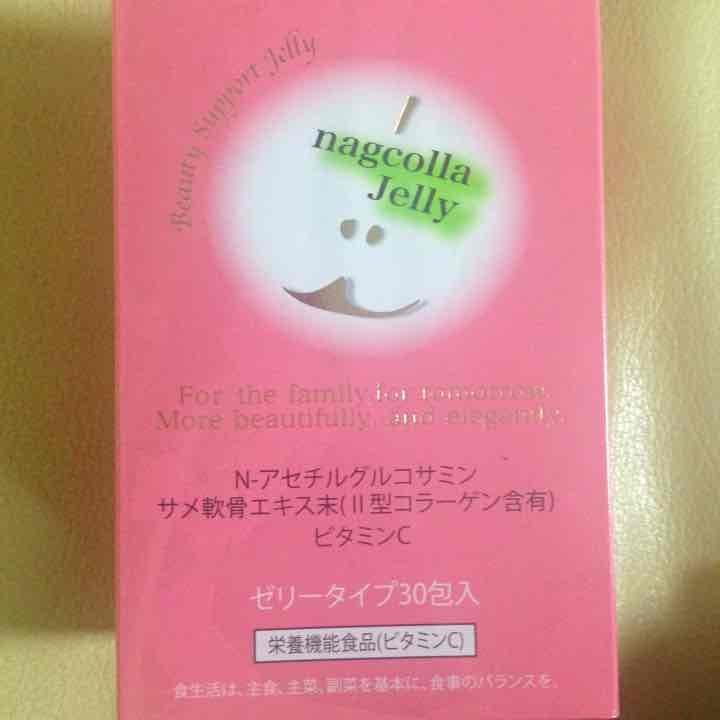 Beauty Support Jelly
nagcolla
Jelly
For the family, for tomorrow.
More beautifully, and elegantly.
N-アセチルグルコサミン
サメ軟骨エキス末(Ⅱ型コラーゲン含有)
ビタミンC
ゼリータイプ30包入
栄養機能食品(ビタミンC)
食生活は、主食、主菜、副菜を基本に、食事のバランスを。